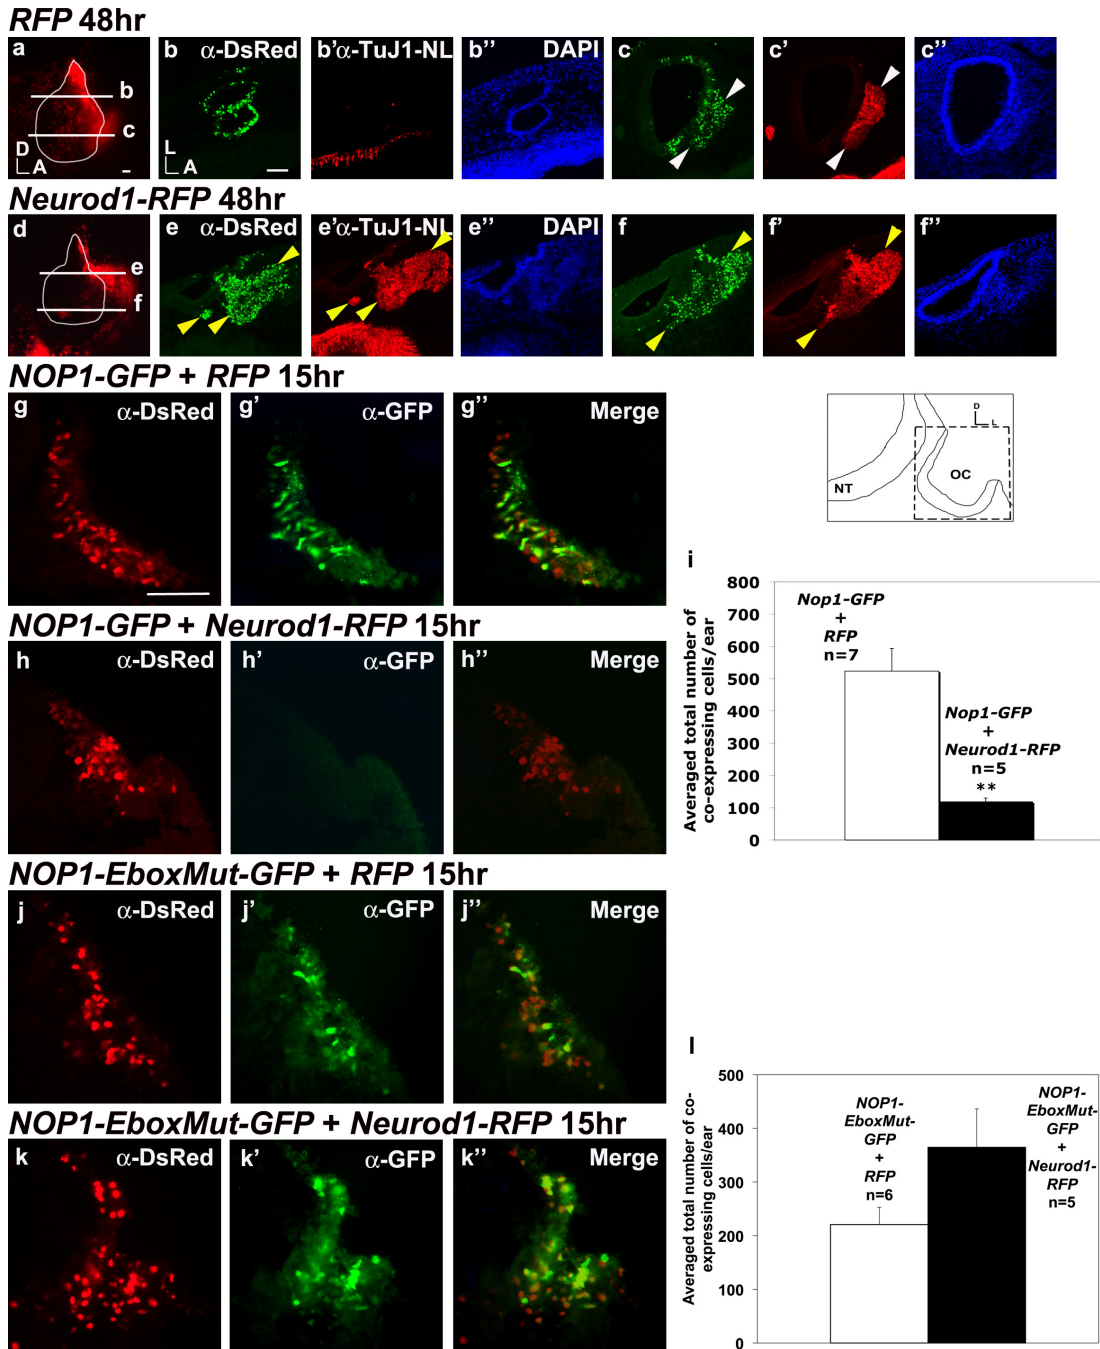 RFP 48hr
a
b
c
D
A
b α-DsRed
L
A
b’α-TuJ1-NL
b’’ DAPI
c
c’
c’’
Neurod1-RFP 48hr
d
e
f
e α-DsRed
e’α-TuJ1-NL
e’’ DAPI
f
f’
f’’
NOP1-GFP + RFP 15hr
g α-DsRed
g’ α-GFP
g’’ Merge
D
L
NT
OC
NOP1-GFP + Neurod1-RFP 15hr
h α-DsRed
h’ α-GFP
h’’ Merge
i
Averaged total number of
co-expressing cells/ear
800
700
600
500
400
300
200
100
0
Nop1-GFP
+
RFP
n=7
Nop1-GFP
+
Neurod1-RFP
n=5
**
NOP1-EboxMut-GFP + RFP 15hr
j α-DsRed
j’ α-GFP
j’’ Merge
NOP1-EboxMut-GFP + Neurod1-RFP 15hr
k α-DsRed
k’ α-GFP
k’’ Merge
l
Averaged total number of co-
expressing cells/ear
500
400
300
200
100
0
NOP1-
EboxMut-
GFP
+
RFP
n=6
NOP1-
EboxMut-
GFP
+
Neurod1-
RFP
n=5